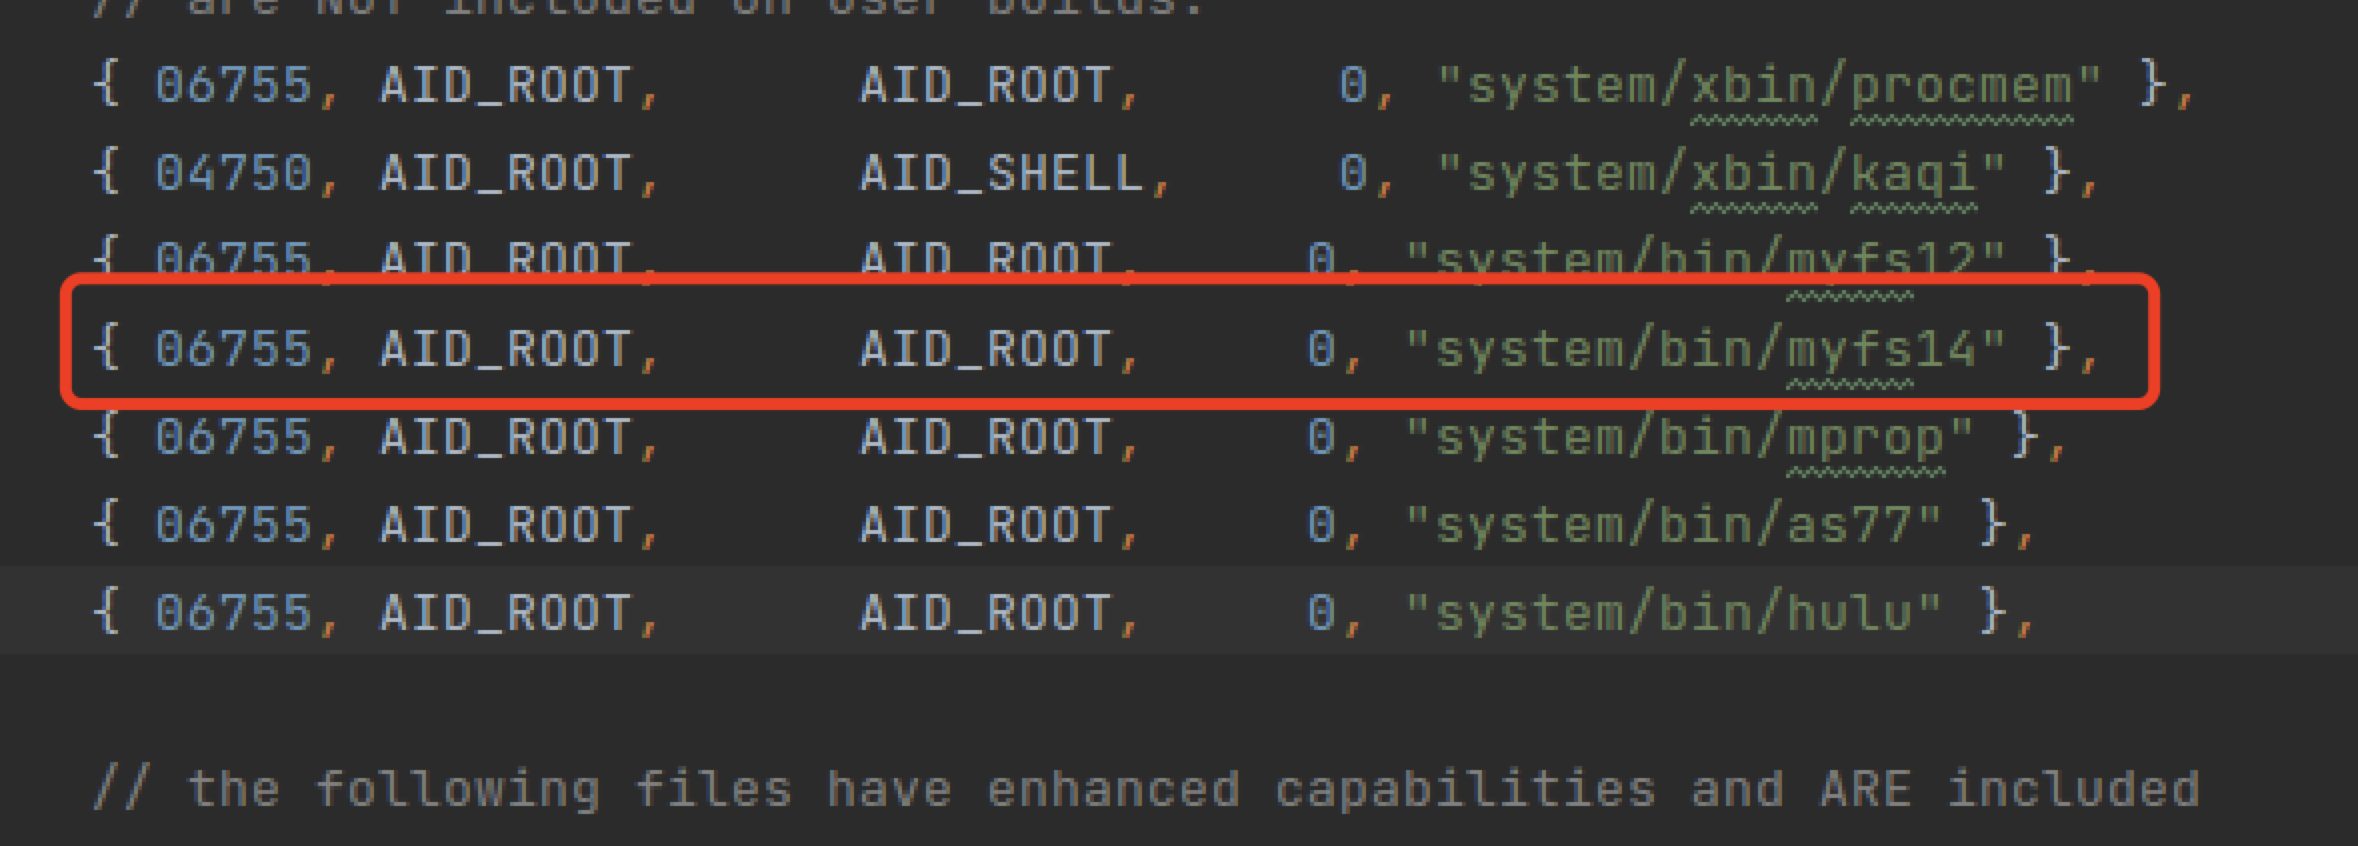 // are NOT included on user builds.
{ 06755, AID_ROOT, AID_ROOT, 0, "system/xbin/procmem" },
{ 04750, AID_ROOT, AID_SHELL, 0, "system/xbin/kaqi" },
{ 06755, AID_ROOT, AID_ROOT, 0, "system/bin/myfs12" },
{ 06755, AID_ROOT, AID_ROOT, 0, "system/bin/myfs14" },
{ 06755, AID_ROOT, AID_ROOT, 0, "system/bin/mprop" },
{ 06755, AID_ROOT, AID_ROOT, 0, "system/bin/as77" },
{ 06755, AID_ROOT, AID_ROOT, 0, "system/bin/hulu" },
// the following files have enhanced capabilities and ARE included